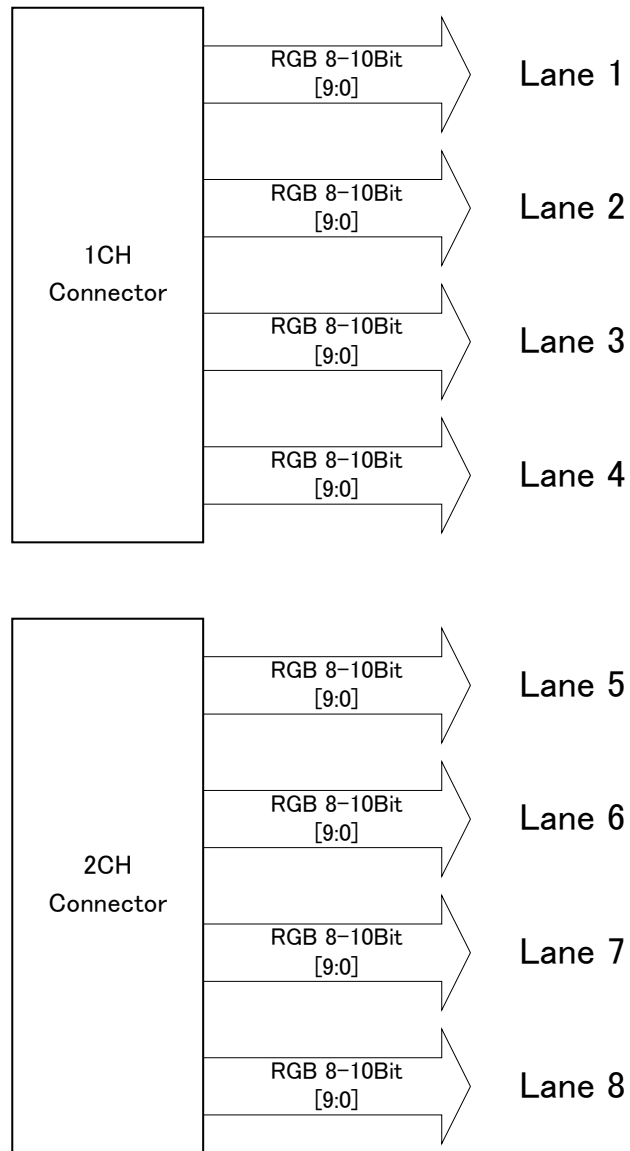 1CH
Connector
RGB 8-10Bit
[9:0]
Lane 1
RGB 8-10Bit
[9:0]
Lane 2
RGB 8-10Bit
[9:0]
Lane 3
RGB 8-10Bit
[9:0]
Lane 4
2CH
Connector
RGB 8-10Bit
[9:0]
Lane 5
RGB 8-10Bit
[9:0]
Lane 6
RGB 8-10Bit
[9:0]
Lane 7
RGB 8-10Bit
[9:0]
Lane 8